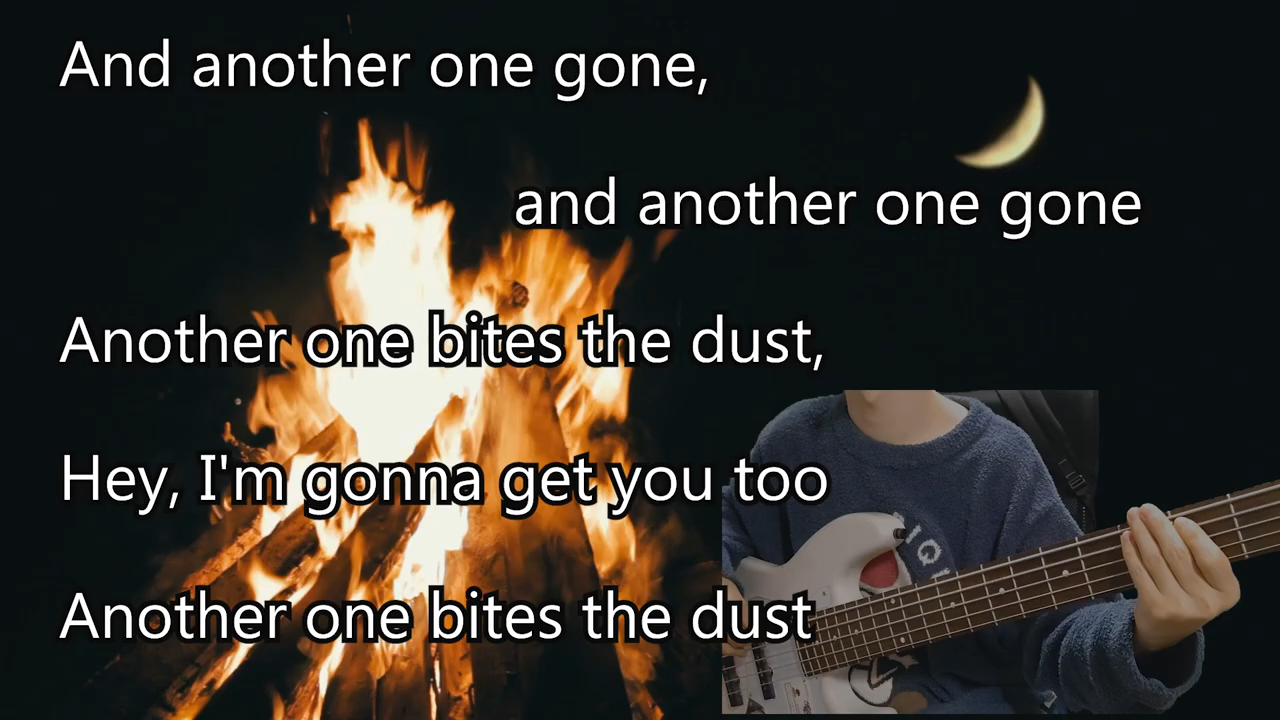 And another one gone,
and another one gone
Another one bites the dust,
Hey, I'm gonna get you too
Another one bites the dust